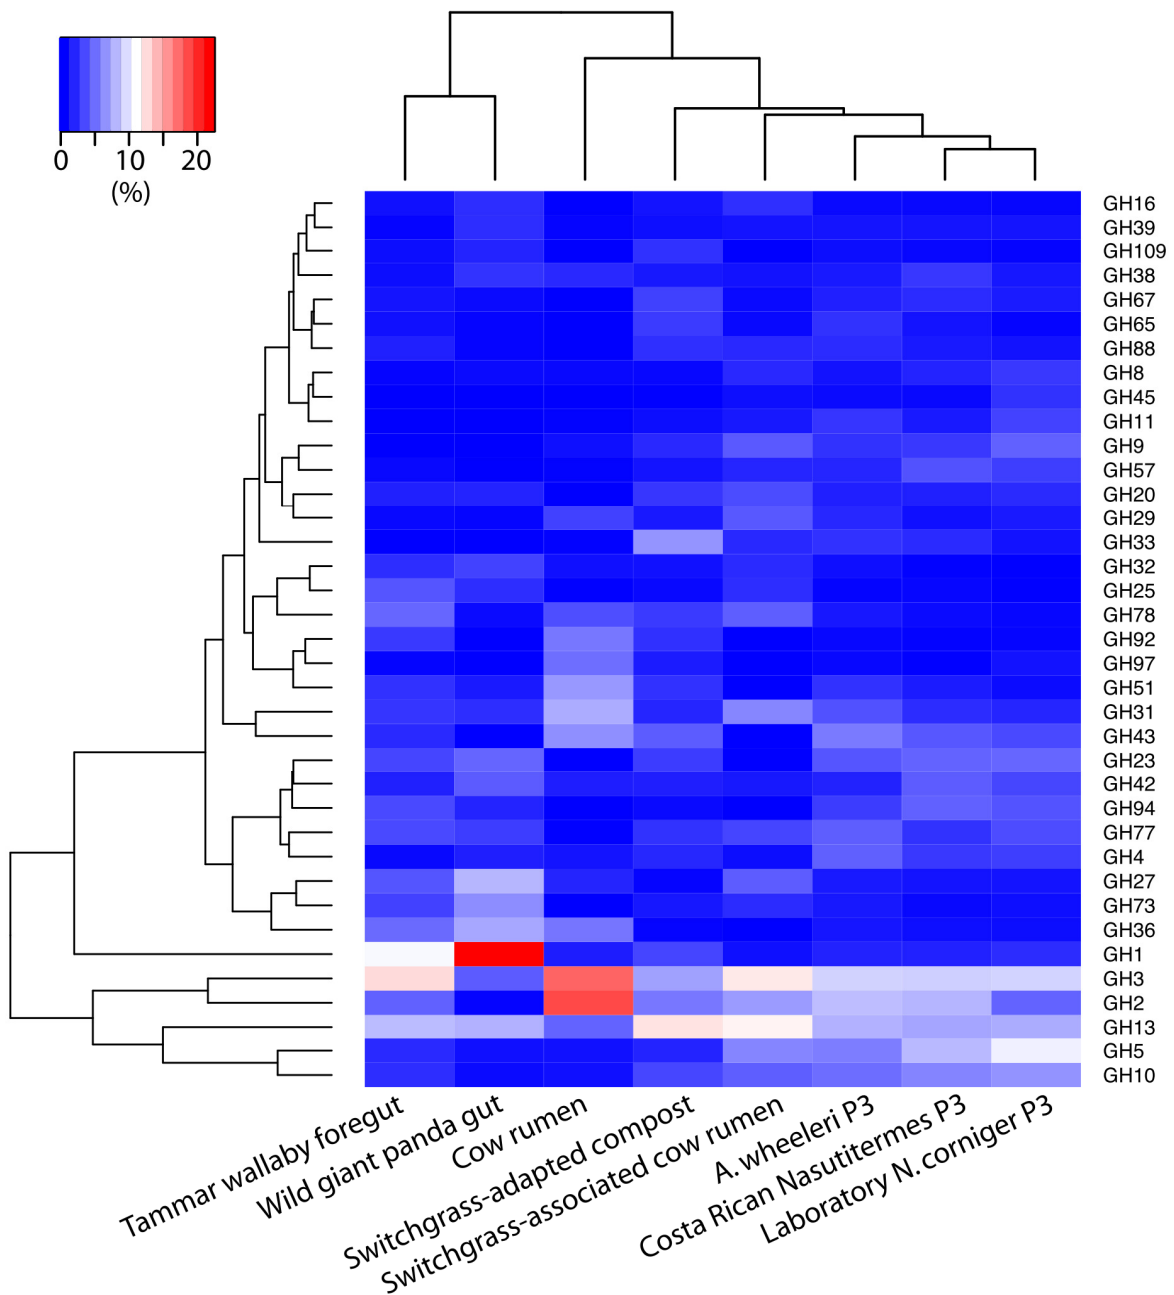 0 10 20
(%)
GH16
GH39
GH109
GH38
GH67
GH65
GH88
GH8
GH45
GH11
GH9
GH57
GH20
GH29
GH33
GH32
GH25
GH78
GH92
GH97
GH51
GH31
GH43
GH23
GH42
GH94
GH77
GH4
GH27
GH73
GH36
GH1
GH3
GH2
GH13
GH5
GH10
Tammar wallaby foregut
Wild giant panda gut
Cow rumen
Switchgrass-adapted compost
Switchgrass-associated cow rumen
A. wheeleri P3
Costa Rican Nasutitermes P3
Laboratory N. corniger P3